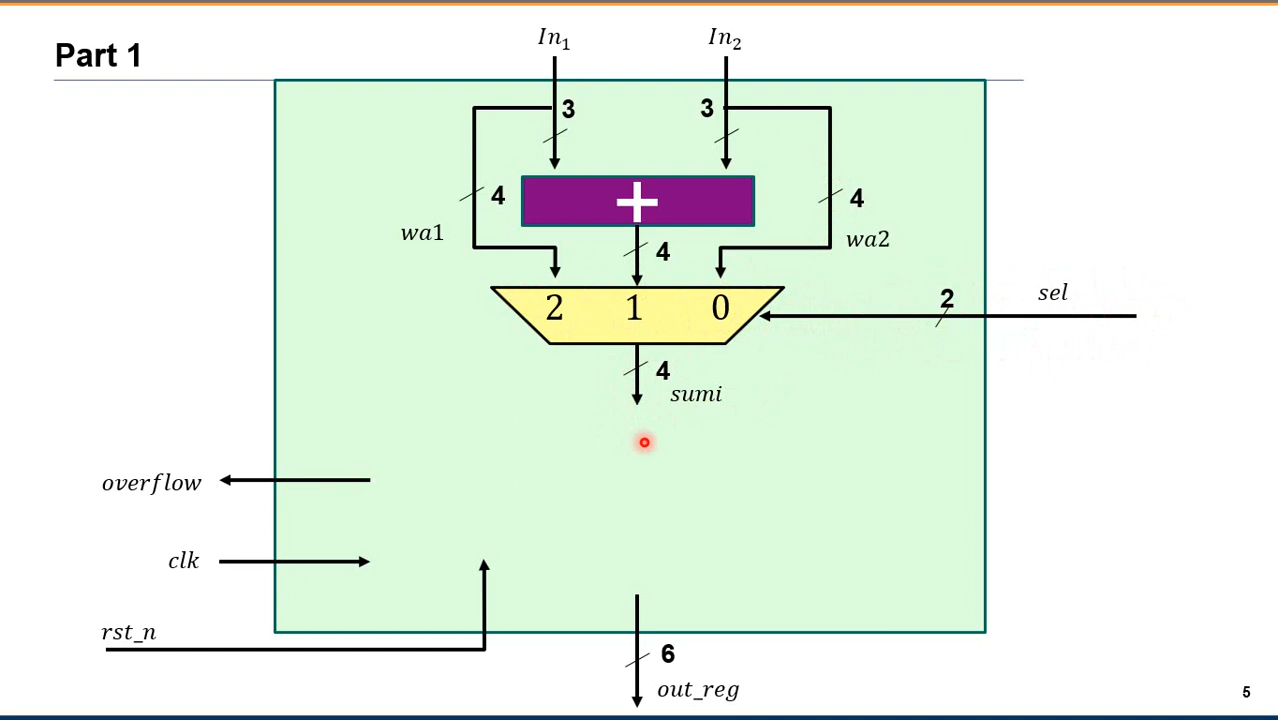 Part 1
In₁
In₂
3
3
4
4
wa1
4
wa2
2 1 0
2
sel
4
sumi
overflow
clk
rst_n
6
out_reg
5